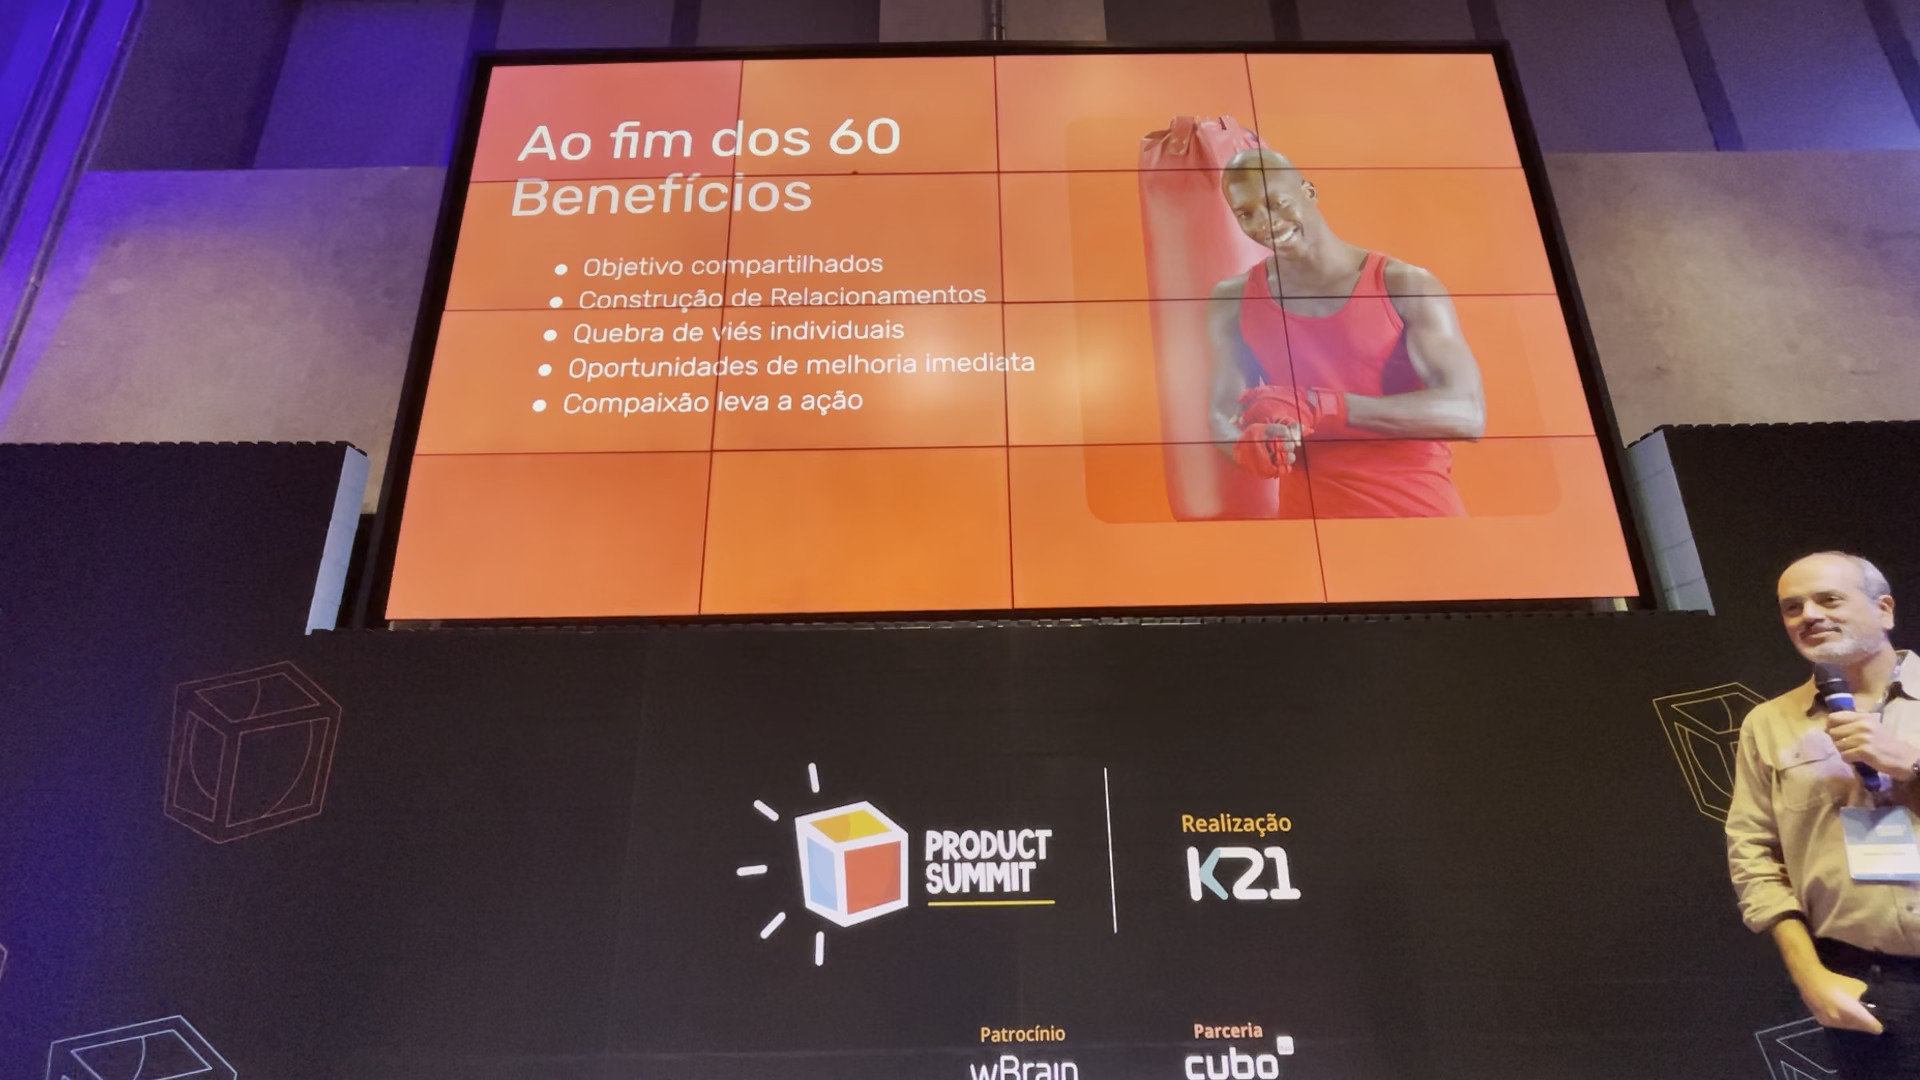 Ao fim dos 60
Benefícios
Objetivo compartilhados
Construção de Relacionamentos
Quebra de viés individuais
Oportunidades de melhoria imediata
Compaixão leva a ação
PRODUCT
SUMMIT
Realização
K21
Patrocínio
wBrain
Parceria
cubo